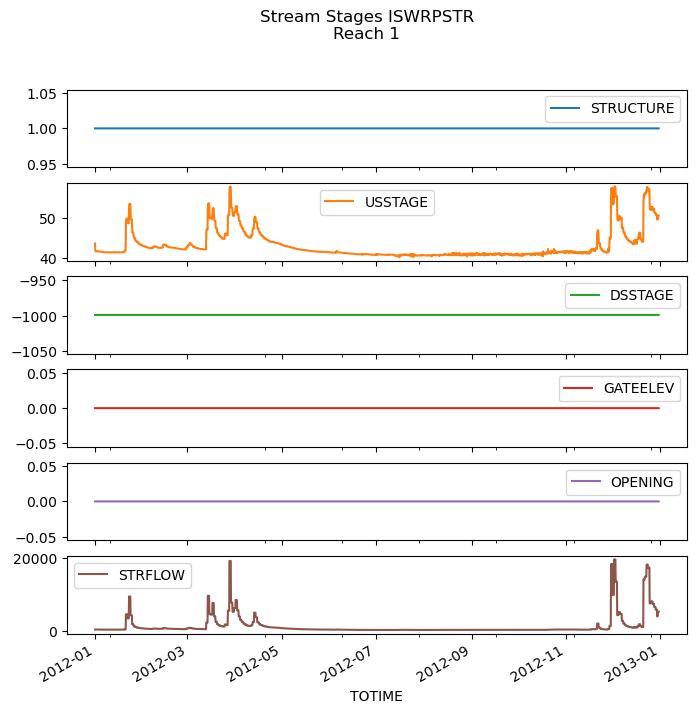 Stream Stages ISWRPSTR
Reach 1
1.05
1.00
0.95
STRUCTURE
50
40
USSTAGE
−950
−1000
−1050
DSSTAGE
0.05
0.00
−0.05
GATEELEV
0.05
0.00
−0.05
OPENING
20000
0
STRFLOW
2012-01
2012-03
2012-05
2012-07
2012-09
2012-11
2013-01
TOTIME